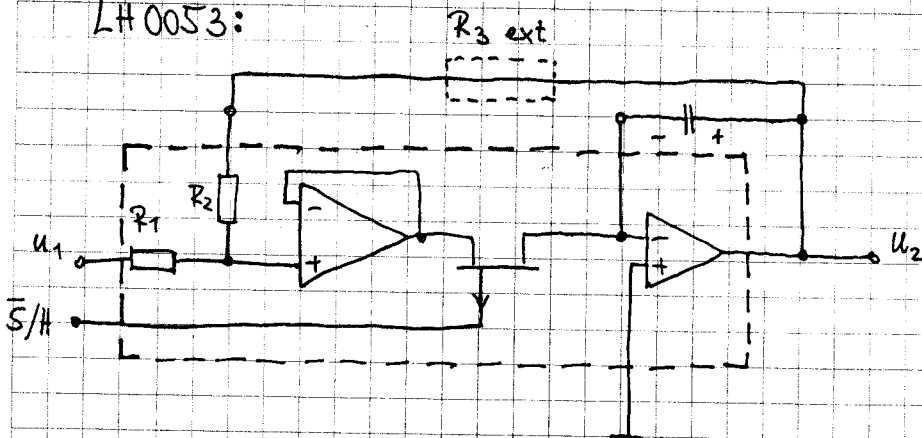 LH0053:
R3 ext
- +
R2
R1
-
+
u1
-
+
u2
S̅/H